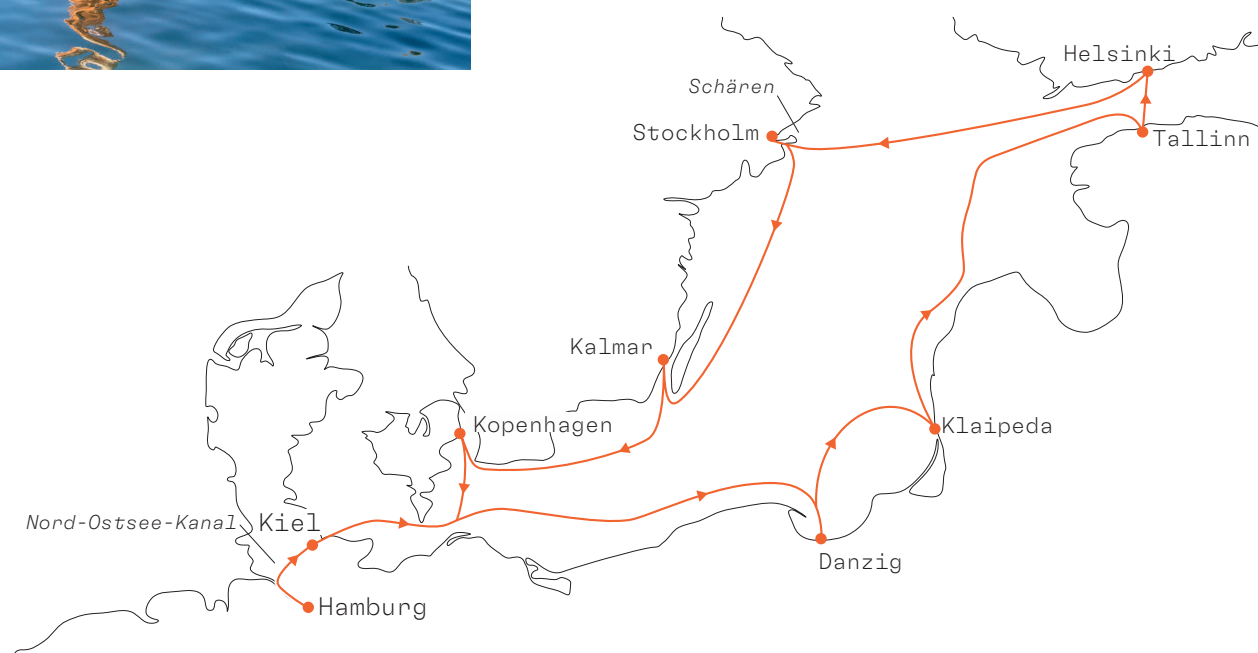 Helsinki
Schären
Stockholm
Tallinn
Kalmar
Kopenhagen
Klaipeda
Nord-Ostsee-Kanal
Kiel
Danzig
Hamburg